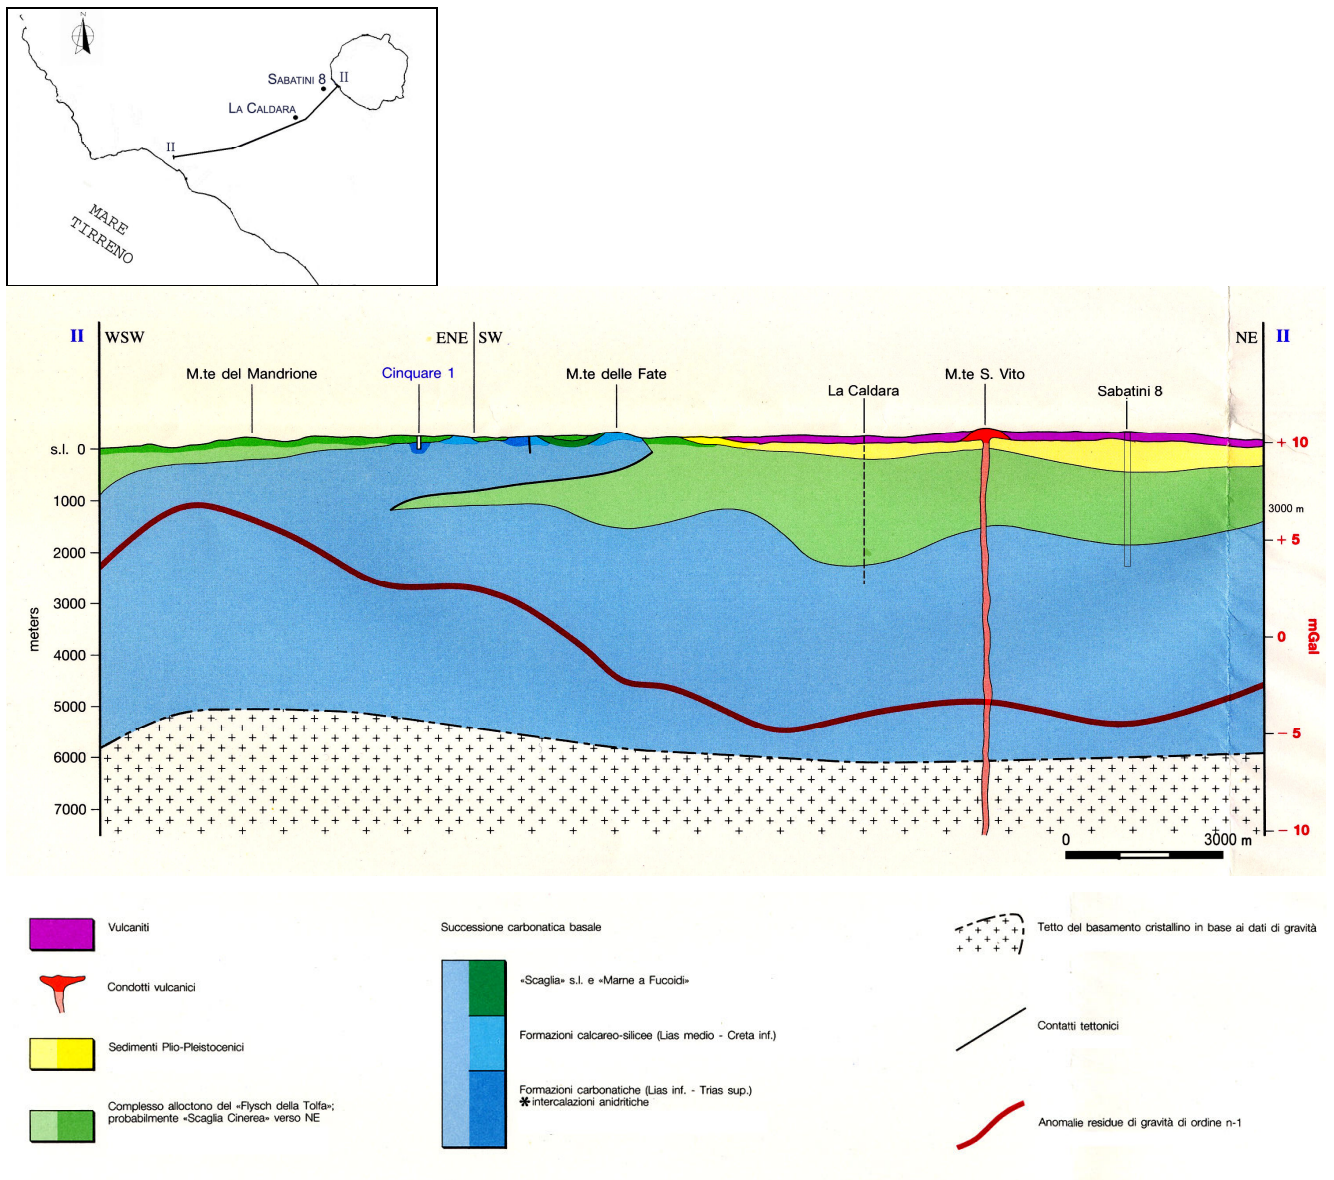 N
SABATINI 8
II
LA CALDARA
II
MARE
TIRRENO
II
WSW
ENE
SW
NE
II
M.te del Mandrione
Cinquare 1
M.te delle Fate
La Caldara
M.te S. Vito
Sabatini 8
s.l. 0
1000
2000
3000
4000
5000
6000
7000
meters
+ 10
3000 m
+ 5
0
− 5
− 10
mGal
0
3000 m
Vulcaniti
Condotti vulcanici
Sedimenti Plio-Pleistocenici
Complesso alloctono del «Flysch della Tolfa»;
probabilmente «Scaglia Cinerea» verso NE
Successione carbonatica basale
«Scaglia» s.l. e «Marne a Fucoidi»
Formazioni calcareo-silicee (Lias medio - Creta inf.)
Formazioni carbonatiche (Lias inf. - Trias sup.)
✱intercalazioni anidritiche
Tetto del basamento cristallino in base ai dati di gravità
Contatti tettonici
Anomalie residue di gravità di ordine n-1